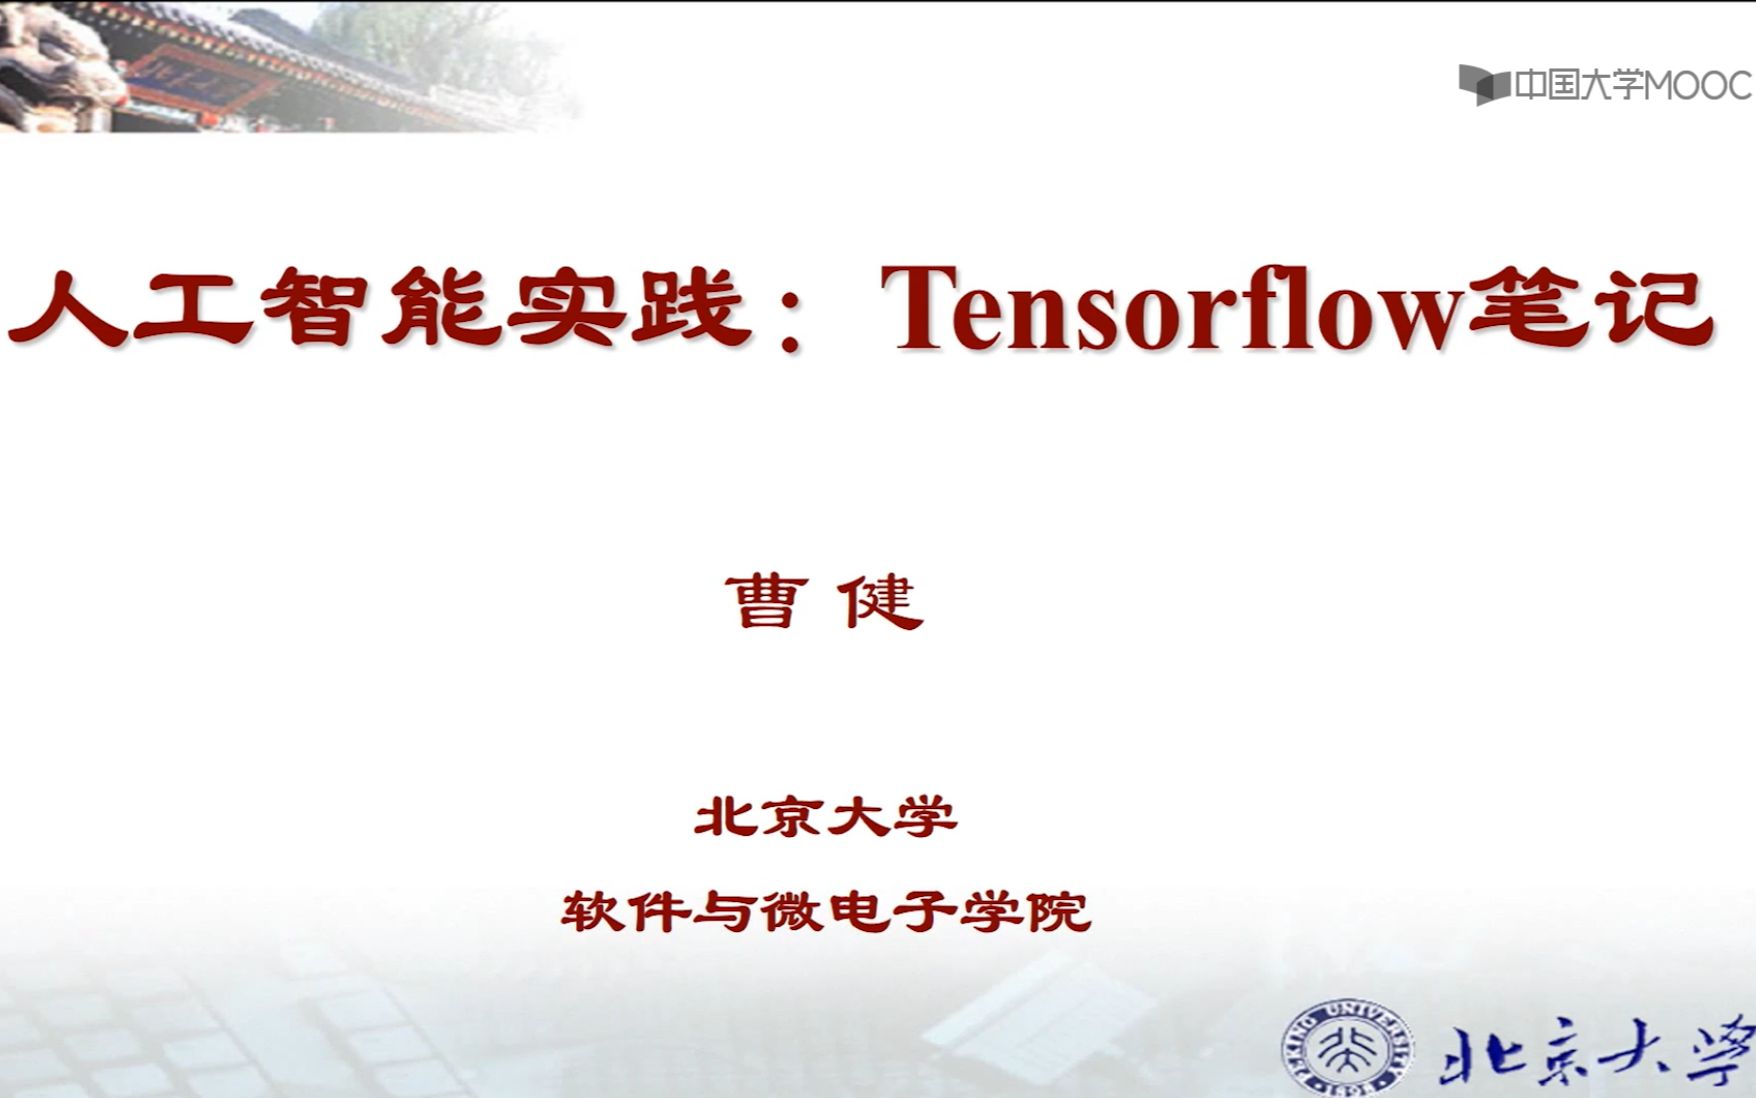 中国大学MOOC
人工智能实践：Tensorflow笔记
曹 健
北京大学
软件与微电子学院
PEKING UNIVERSITY
1898
北京大学